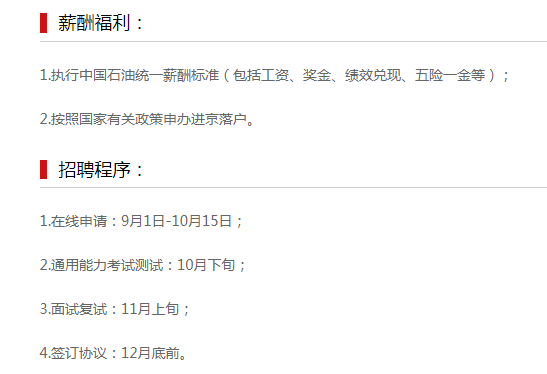 薪酬福利：
1.执行中国石油统一薪酬标准（包括工资、奖金、绩效兑现、五险一金等）；
2.按照国家有关政策申办进京落户。
招聘程序：
1.在线申请：9月1日-10月15日；
2.通用能力考试测试：10月下旬；
3.面试复试：11月上旬；
4.签订协议：12月底前。